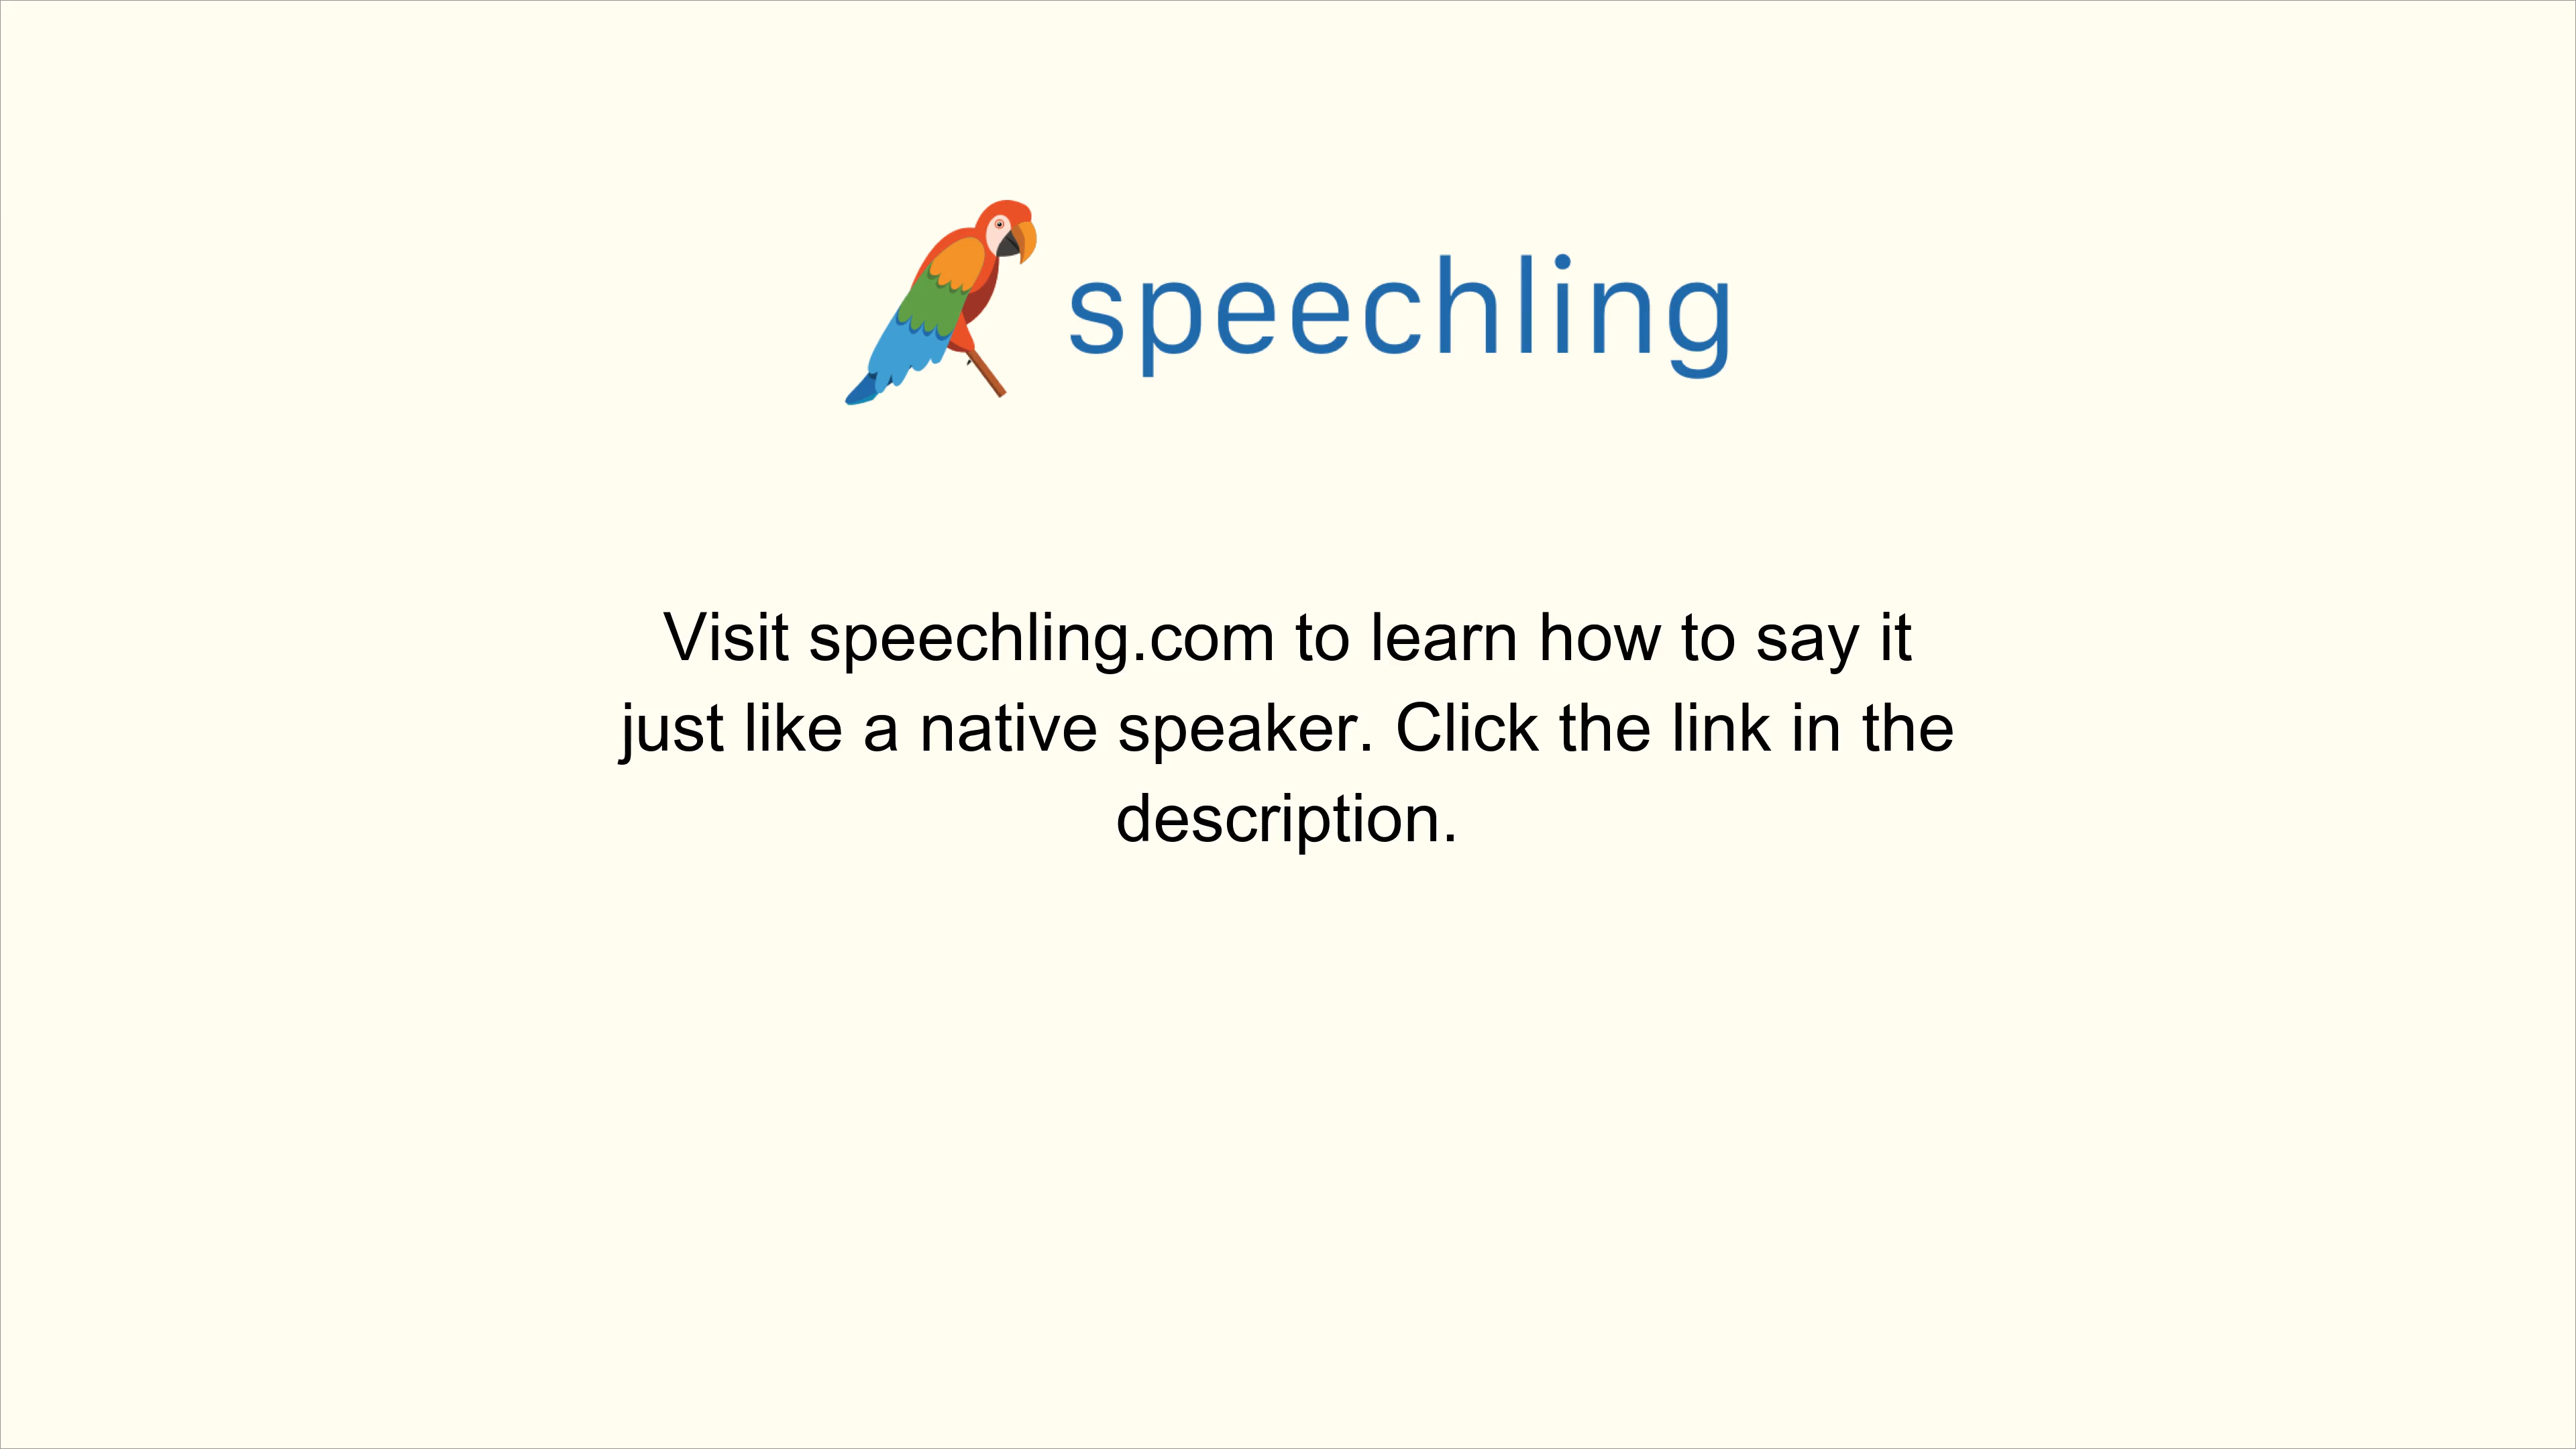 speechling
Visit speechling.com to learn how to say it
just like a native speaker. Click the link in the
description.